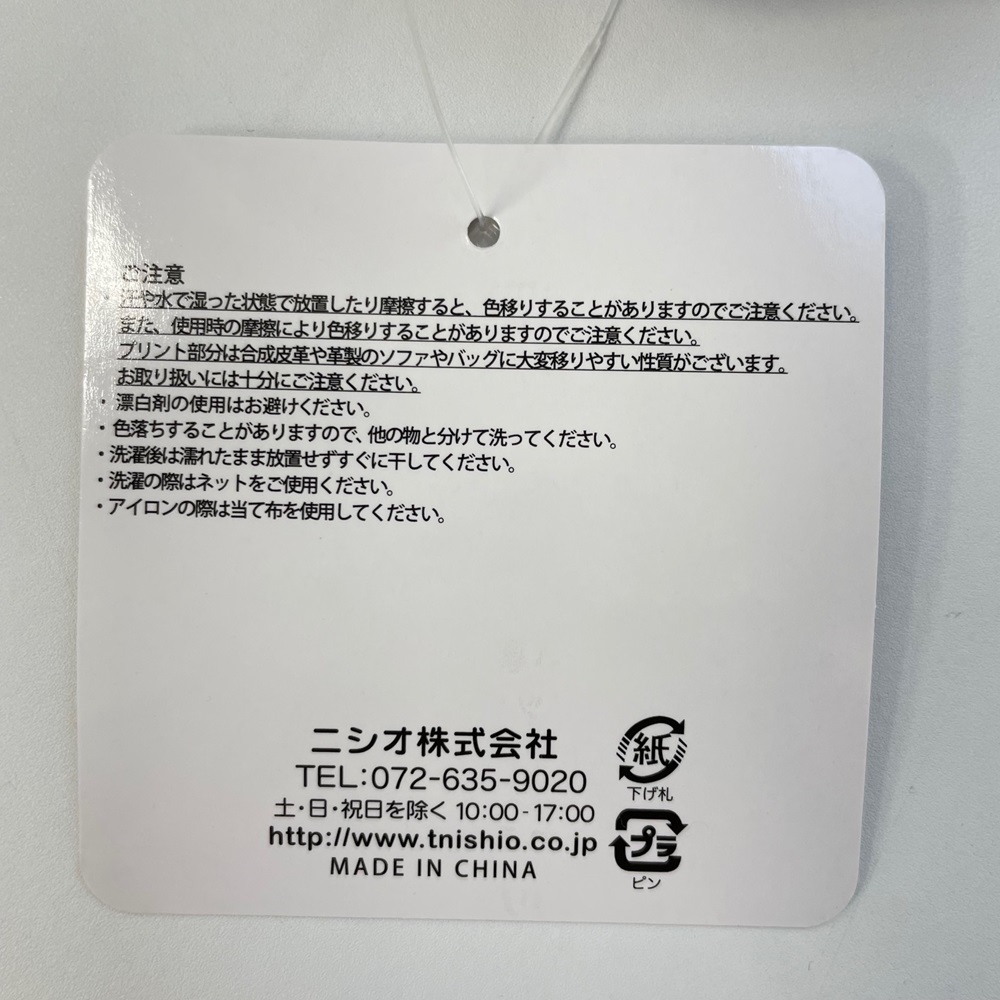 ご注意
・汗や水で湿った状態で放置したり摩擦すると、色移りすることがありますのでご注意ください。
また、使用時の摩擦により色移りすることがありますのでご注意ください。
プリント部分は合成皮革や革製のソファやバッグに大変移りやすい性質がございます。
お取り扱いには十分にご注意ください。
・漂白剤の使用はお避けください。
・色落ちすることがありますので、他の物と分けて洗ってください。
・洗濯後は濡れたまま放置せずすぐに干してください。
・洗濯の際はネットをご使用ください。
・アイロンの際は当て布を使用してください。
ニシオ株式会社
TEL:072-635-9020
土・日・祝日を除く 10:00-17:00
http://www.tnishio.co.jp
MADE IN CHINA
紙
下げ札
プラ
ピン